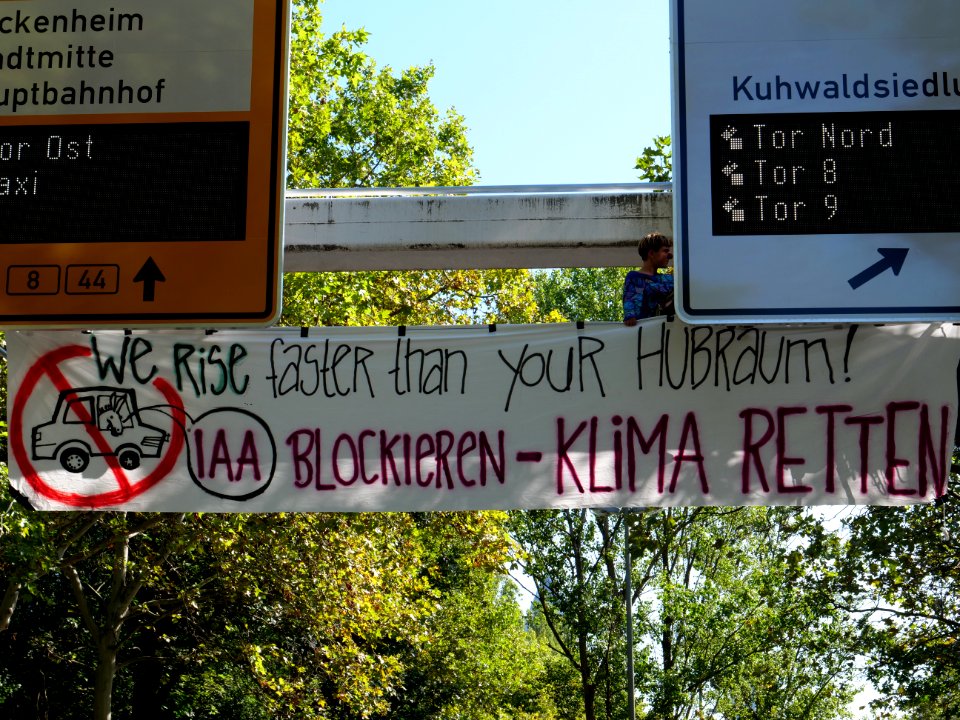 ckenheim
adtmitte
uptbahnhof
or Ost
axi
8 44
Kuhwaldsiedlu
Tor Nord
Tor 8
Tor 9
WE RiSE faster than YOUR HUBRaum!
IAA BLOCKIEREN - KLiMA RETTEN